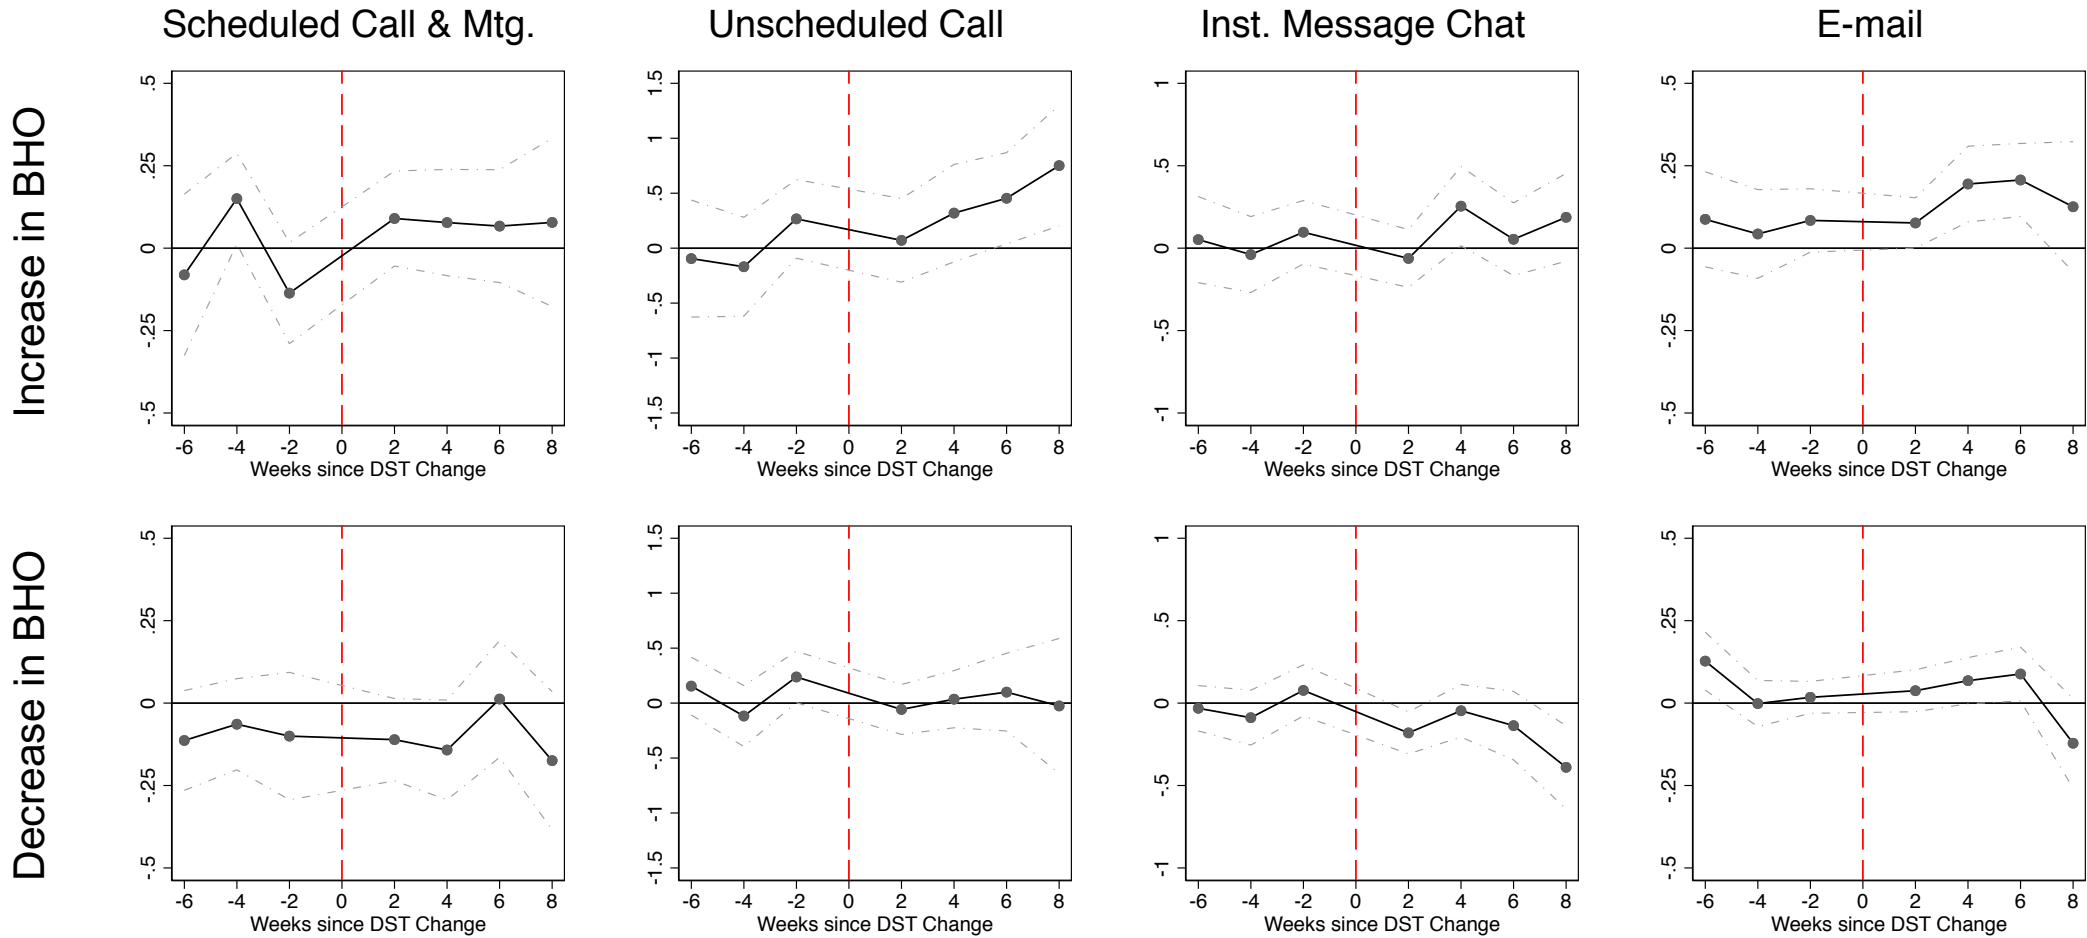 Scheduled Call & Mtg.
Unscheduled Call
Inst. Message Chat
E-mail
Increase in BHO
.5
.25
0
-.25
-.5
-6 -4 -2 0 2 4 6 8
Weeks since DST Change
1.5
1
.5
0
-.5
-1
-1.5
-6 -4 -2 0 2 4 6 8
Weeks since DST Change
1
.5
0
-.5
-1
-6 -4 -2 0 2 4 6 8
Weeks since DST Change
.5
.25
0
-.25
-.5
-6 -4 -2 0 2 4 6 8
Weeks since DST Change
Decrease in BHO
.5
.25
0
-.25
-.5
-6 -4 -2 0 2 4 6 8
Weeks since DST Change
1.5
1
.5
0
-.5
-1
-1.5
-6 -4 -2 0 2 4 6 8
Weeks since DST Change
1
.5
0
-.5
-1
-6 -4 -2 0 2 4 6 8
Weeks since DST Change
.5
.25
0
-.25
-.5
-6 -4 -2 0 2 4 6 8
Weeks since DST Change